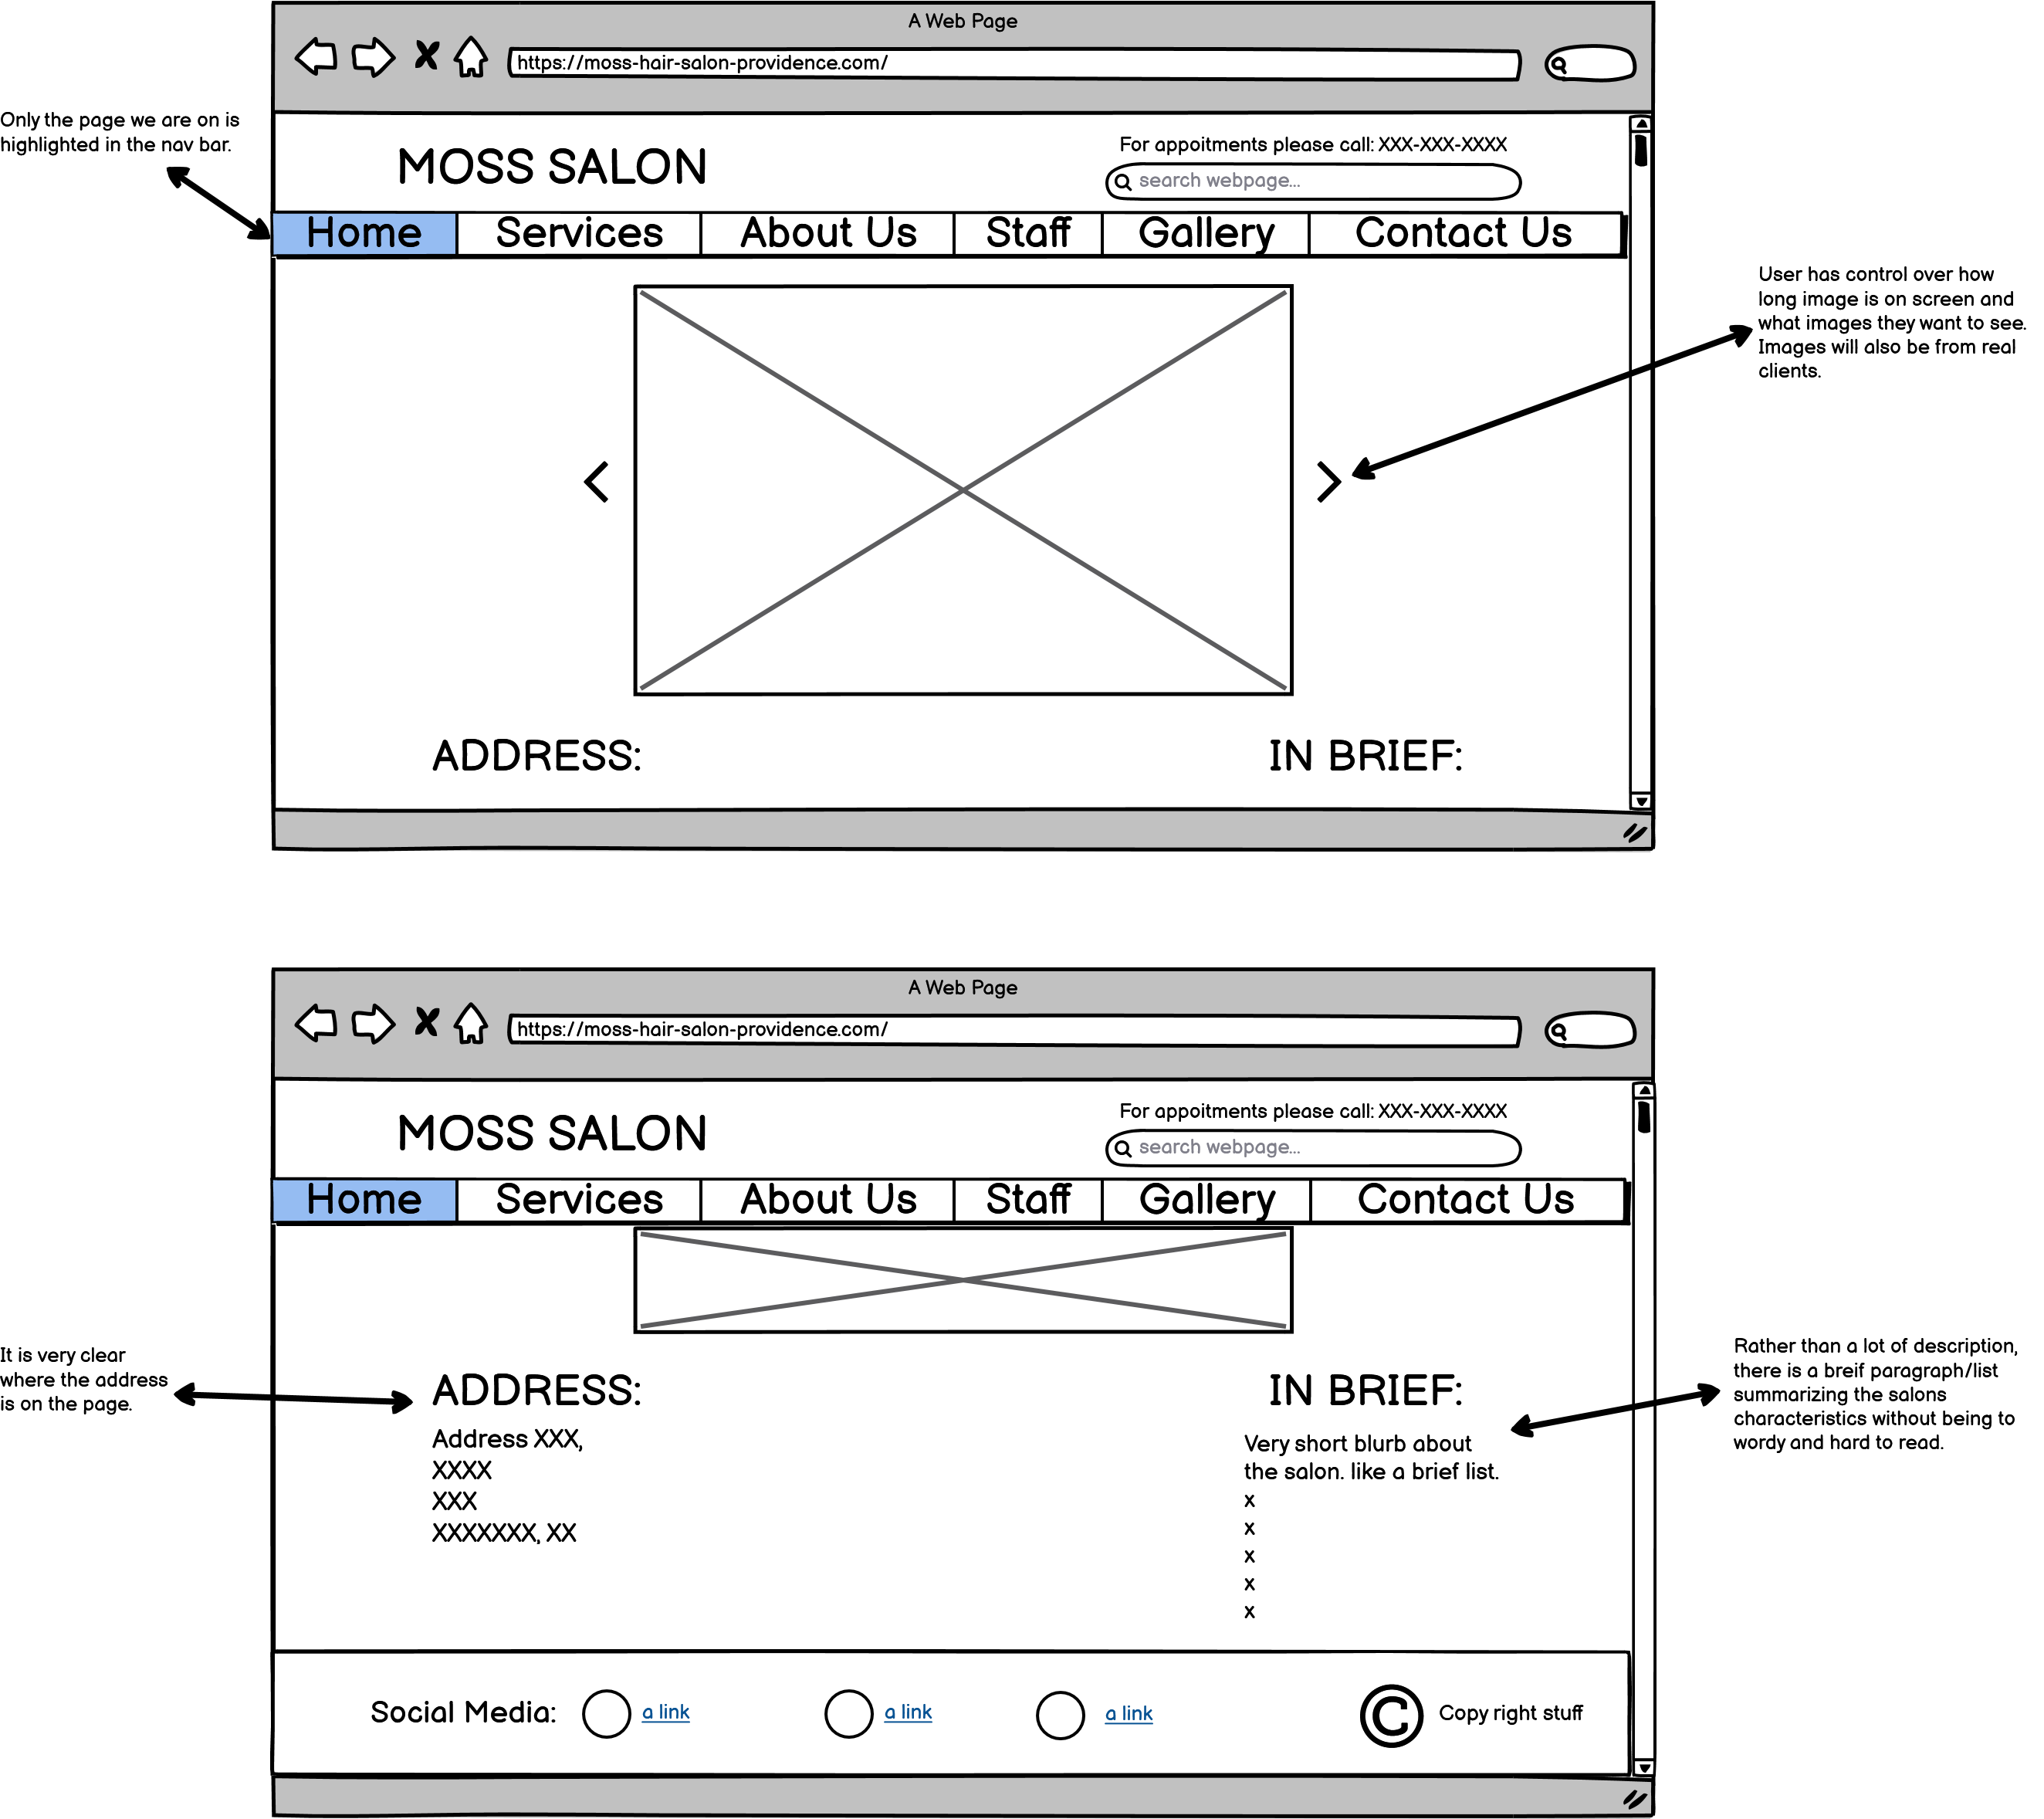 A Web Page
https://moss-hair-salon-providence.com/
Only the page we are on is
highlighted in the nav bar.
MOSS SALON
For appoitments please call: XXX-XXX-XXXX
search webpage...
Home Services About Us Staff Gallery Contact Us
User has control over how
long image is on screen and
what images they want to see.
Images will also be from real
clients.
ADDRESS:
IN BRIEF:
A Web Page
https://moss-hair-salon-providence.com/
MOSS SALON
For appoitments please call: XXX-XXX-XXXX
search webpage...
Home Services About Us Staff Gallery Contact Us
It is very clear
where the address
is on the page.
ADDRESS:
Address XXX,
XXXX
XXX
XXXXXXX, XX
IN BRIEF:
Very short blurb about
the salon. like a brief list.
x
x
x
x
x
Rather than a lot of description,
there is a breif paragraph/list
summarizing the salons
characteristics without being to
wordy and hard to read.
Social Media: a link a link a link © Copy right stuff